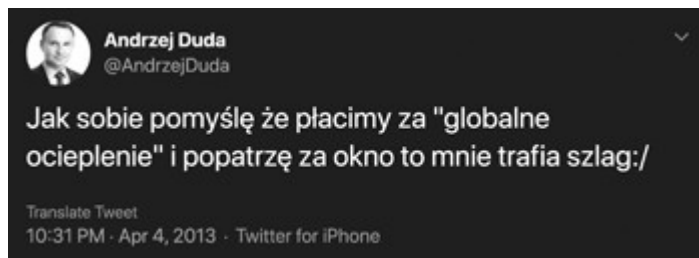 Andrzej Duda
@AndrzejDuda
Jak sobie pomyślę że płacimy za "globalne
ocieplenie" i popatrzę za okno to mnie trafia szlag:/
Translate Tweet
10:31 PM · Apr 4, 2013 · Twitter for iPhone